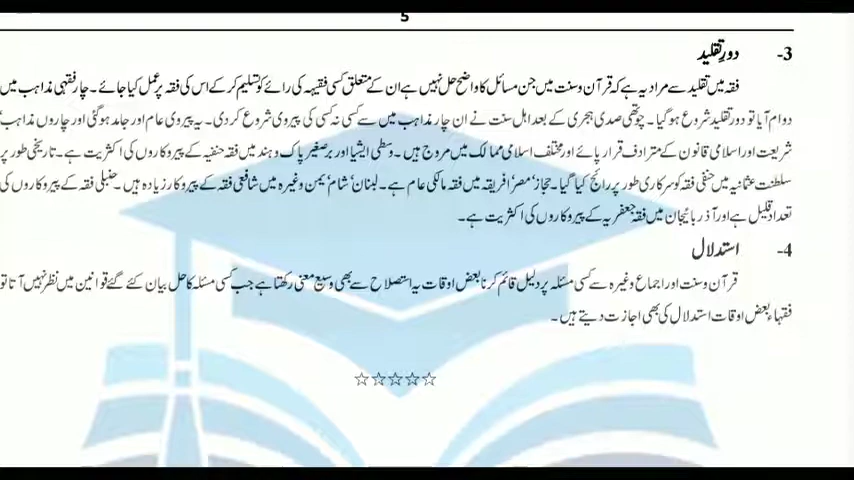 5
3- دورِتقلید
فقہ میں تقلید سے مراد یہ ہے کہ قرآن وسنت میں جن مسائل کا واضح حل نہیں ہے ان کے متعلق کسی فقیہہ کی رائے کو تسلیم کر کے اس کی فقہ پر عمل کیا جائے۔ چار فقہی مذاہب میں
دوام آیا تو دور تقلید شروع ہوگیا۔ چوتھی صدی ہجری کے بعد اہل سنت نے ان چار مذاہب میں سے کسی نہ کسی کی پیروی شروع کردی۔ یہ پیروی عام اور جامد ہوگئی اور چاروں مذاہب'
شریعت اور اسلامی قانون کے مترادف قرار پائے اور مختلف اسلامی ممالک میں مروج ہیں۔ وسطی ایشیا اور برصغیر پاک و ہند میں فقہ حنفیہ کے پیروکاروں کی اکثریت ہے۔ تاریخی طور پر
سلطنت عثمانیہ میں حنفی فقہ کو سرکاری طور پر رائج کیا گیا۔ حجاز' مصر' افریقہ میں فقہ مالکی عام ہے۔ لبنان' شام' یمن وغیرہ میں شافعی فقہ کے پیروکار زیادہ ہیں۔ حنبلی فقہ کے پیروکاروں کی
تعداد قلیل ہے اور آذربائیجان میں فقہ جعفریہ کے پیروکاروں کی اکثریت ہے۔
4- استدلال
قرآن وسنت اور اجماع وغیرہ سے کسی مسئلہ پر دلیل قائم کرنا بعض اوقات یہ استصلاح سے بھی وسیع معنی رکھتا ہے جب کسی مسئلہ کا حل بیان کئے گئے قوانین میں نظر نہیں آتا تو
فقہاء بعض اوقات استدلال کی بھی اجازت دیتے ہیں۔
☆☆☆☆☆